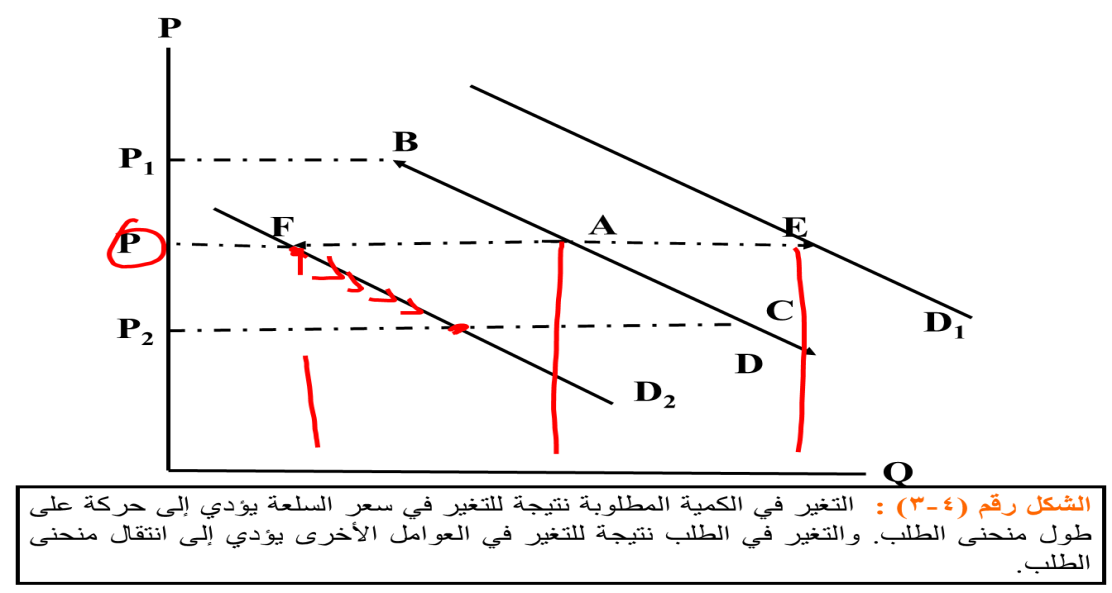 P
B
P₁
F
A
E
P
C
D₁
P₂
D
D₂
Q
الشكل رقم (٤-٣) : التغير في الكمية المطلوبة نتيجة للتغير في سعر السلعة يؤدي إلى حركة على
طول منحنى الطلب. والتغير في الطلب نتيجة للتغير في العوامل الأخرى يؤدي إلى انتقال منحنى
الطلب.